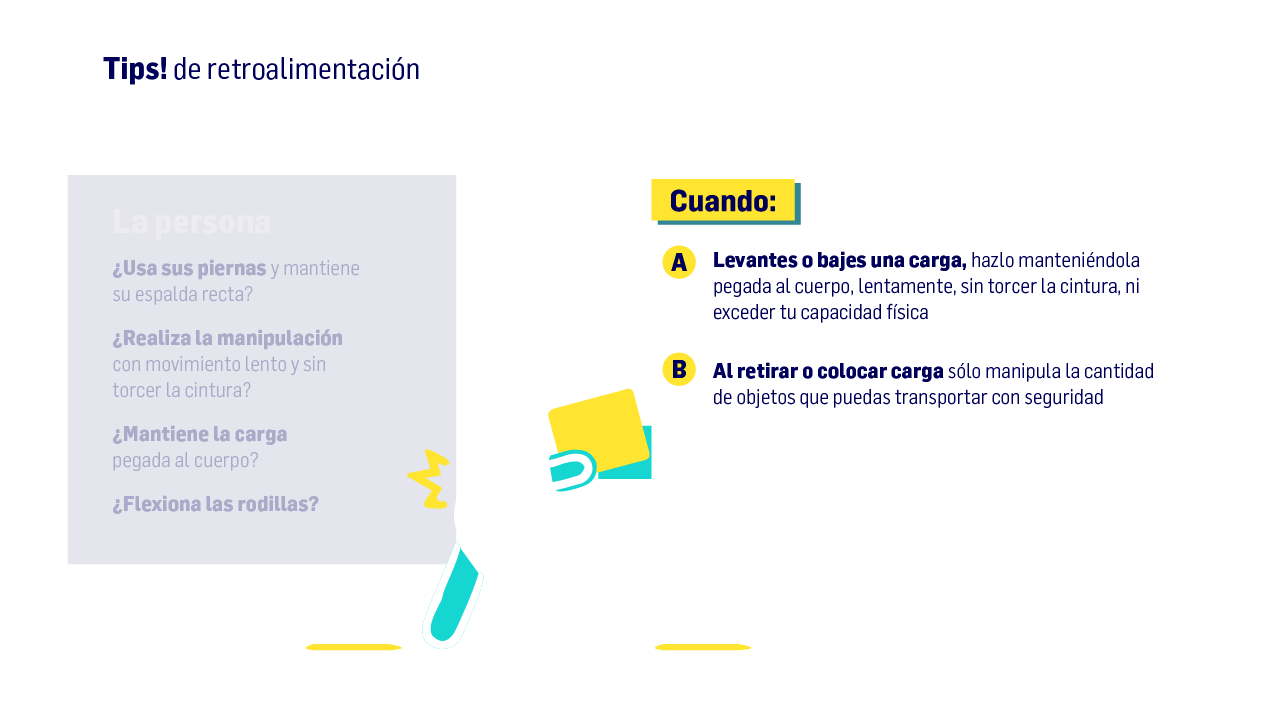 Tips! de retroalimentación
La persona
¿Usa sus piernas y mantiene
su espalda recta?
¿Realiza la manipulación
con movimiento lento y sin
torcer la cintura?
¿Mantiene la carga
pegada al cuerpo?
¿Flexiona las rodillas?
Cuando:
A
Levantes o bajes una carga, hazlo manteniéndola
pegada al cuerpo, lentamente, sin torcer la cintura, ni
exceder tu capacidad física
B
Al retirar o colocar carga sólo manipula la cantidad
de objetos que puedas transportar con seguridad